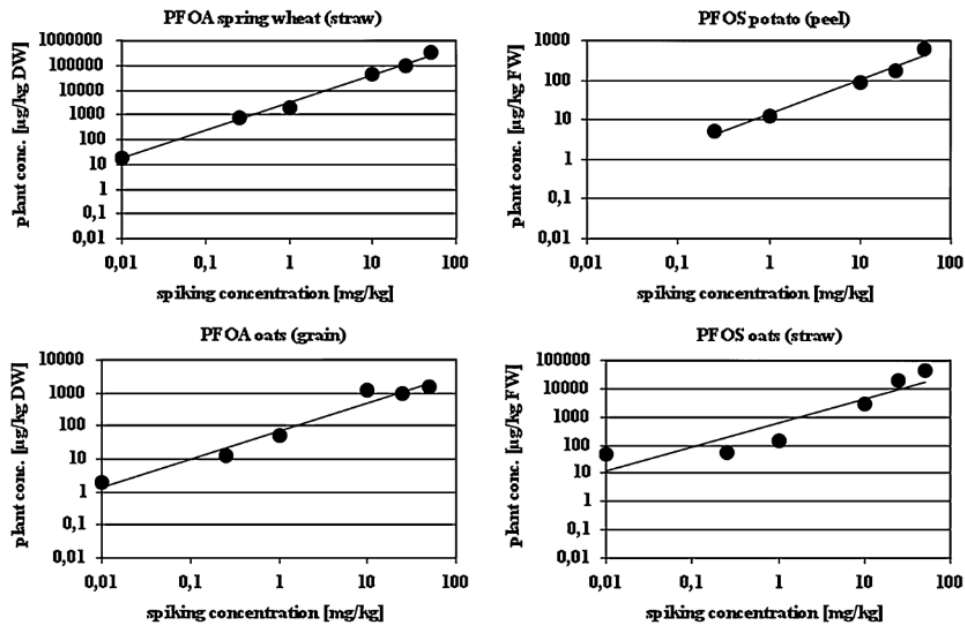 PFOA spring wheat (straw)
plant conc. [µg/kg DW]
1000000
100000
10000
1000
100
10
1
0,1
0,01
0,01 0,1 1 10 100
spiking concentration [mg/kg]
PFOS potato (peel)
plant conc. [µg/kg FW]
1000
100
10
1
0,1
0,01
0,01 1 10 100
spiking concentration [mg/kg]
PFOA oats (grain)
plant conc. [µg/kg DW]
10000
1000
100
10
1
0,1
0,01
0,01 0,1 1 10 100
spiking concentration [mg/kg]
PFOS oats (straw)
plant conc. [µg/kg FW]
100000
10000
1000
100
10
1
0,1
0,01
0,01 0,1 1 10 100
spiking concentration [mg/kg]